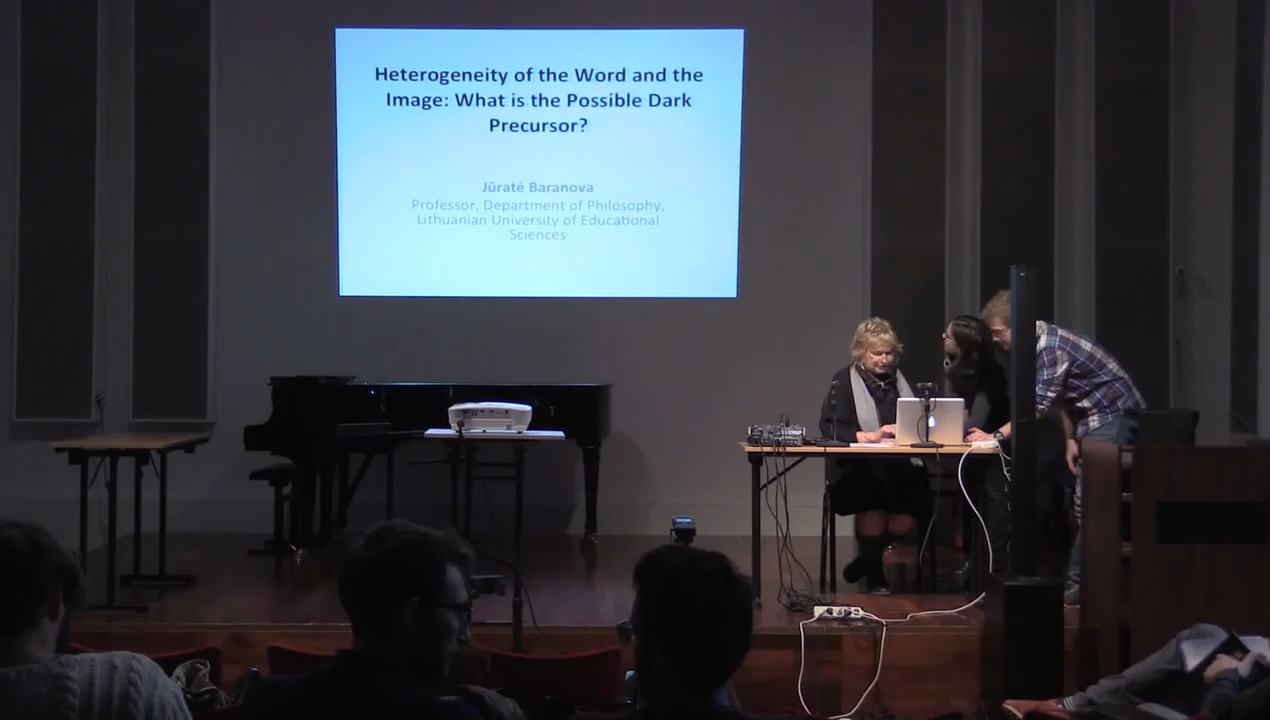 Heterogeneity of the Word and the
Image: What is the Possible Dark
Precursor?
Jūratė Baranova
Professor, Department of Philosophy,
Lithuanian University of Educational
Sciences